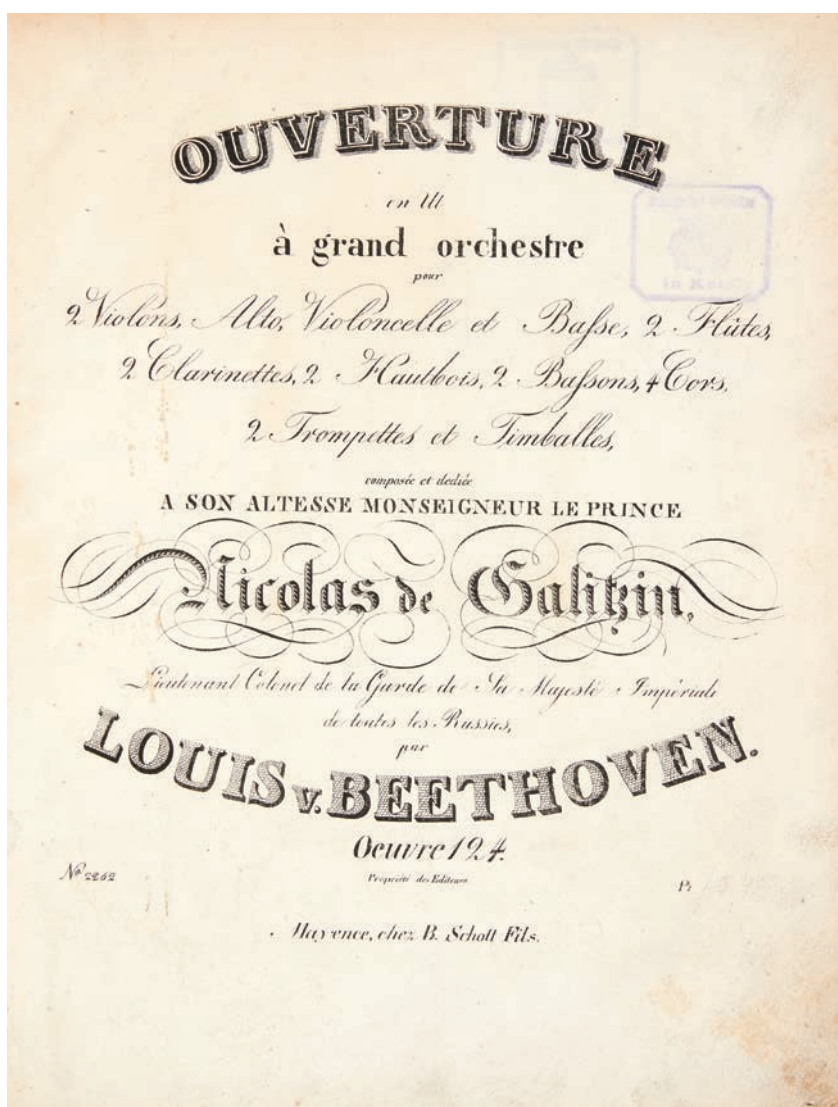 OUVERTURE
en Ut
à grand orchestre
pour
2 Violons, Alto, Violoncelle et Basse, 2 Flûtes,
2 Clarinettes, 2 Hautbois, 2 Bassons, 4 Cors,
2 Trompettes et Timballes,
composée et dediée
A SON ALTESSE MONSEIGNEUR LE PRINCE
Nicolas de Galitzin,
Lieutenant Colonel de la Garde de Sa Majesté Impériale
de toutes les Russies,
par
LOUIS v. BEETHOVEN.
Oeuvre 124.
No 2262
Propriété des Editeurs
Pr
Mayence, chez B. Schott Fils.